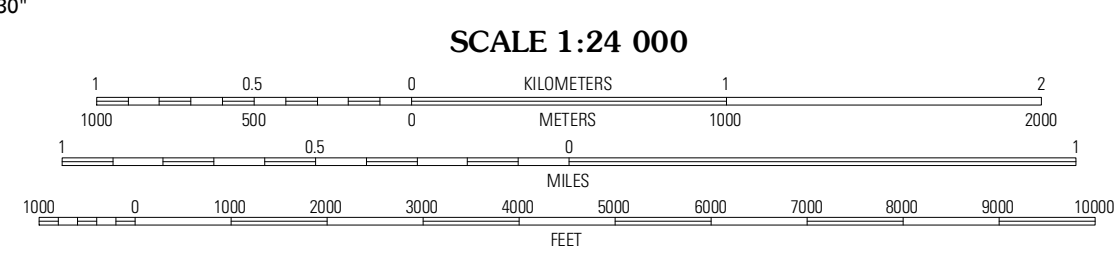 30"
SCALE 1:24 000
1 0.5 0 KILOMETERS 1 2
1000 500 0 METERS 1000 2000
1 0.5 0 1
MILES
1000 0 1000 2000 3000 4000 5000 6000 7000 8000 9000 10000
FEET